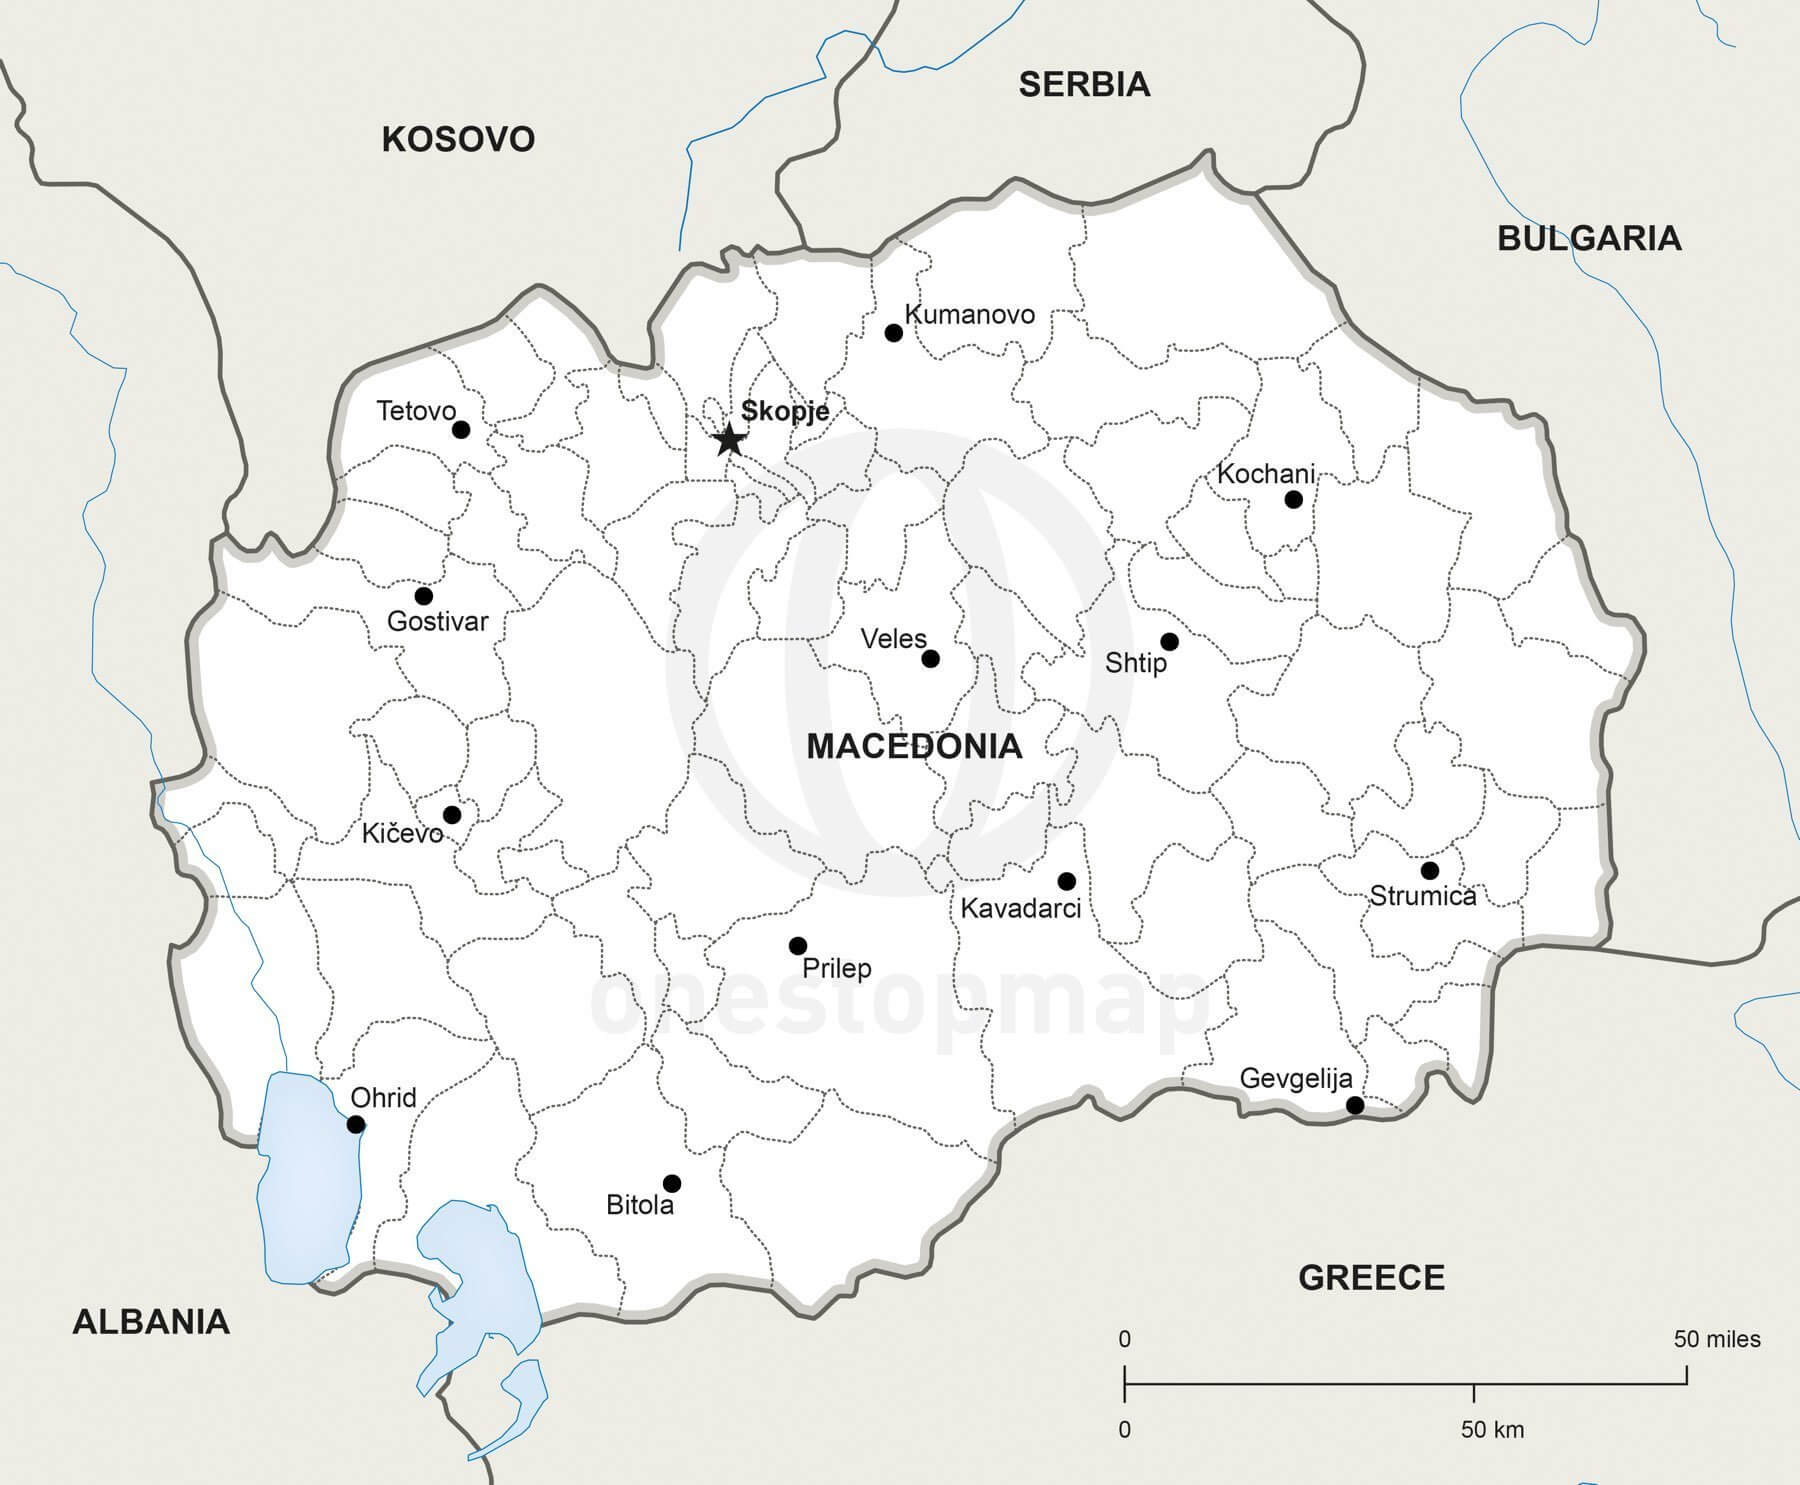 SERBIA
KOSOVO
BULGARIA
Kumanovo
Tetovo
Skopje
Kochani
Gostivar
Veles
Shtip
MACEDONIA
Kičevo
Strumica
Kavadarci
Prilep
onestopmap
Gevgelija
Ohrid
Bitola
GREECE
ALBANIA
0 50 miles
0 50 km